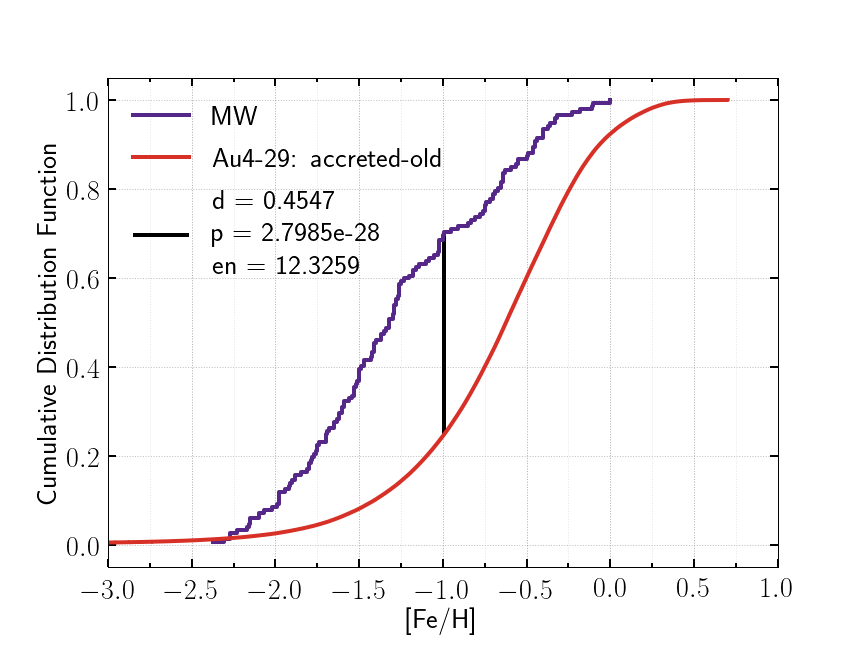 MW
Au4-29: accreted-old
d = 0.4547
p = 2.7985e-28
en = 12.3259
Cumulative Distribution Function
1.0
0.8
0.6
0.4
0.2
0.0
−3.0 −2.5 −2.0 −1.5 −1.0 −0.5 0.0 0.5 1.0
[Fe/H]